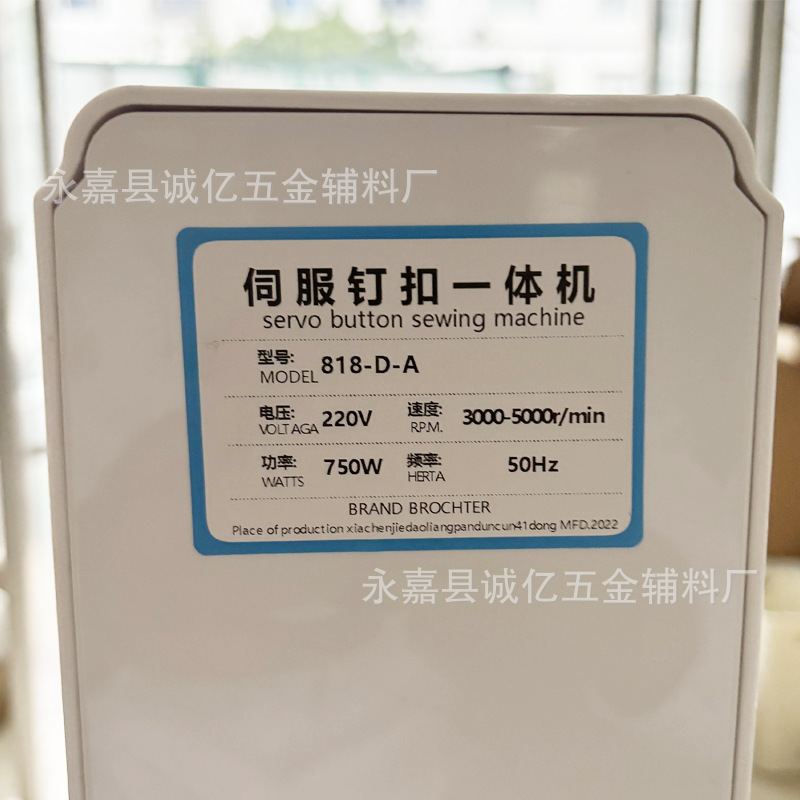 永嘉县诚亿五金辅料厂
伺服钉扣一体机
servo button sewing machine
型号: 818-D-A
MODEL
电压: 220V 速度: 3000-5000r/min
VOLTAGA R.P.M.
功率: 750W 频率: 50Hz
WATTS HERTA
BRAND BROCHTER
Place of production xiachenjiedaoliangpanduncun41dong MFD.2022
永嘉县诚亿五金辅料厂